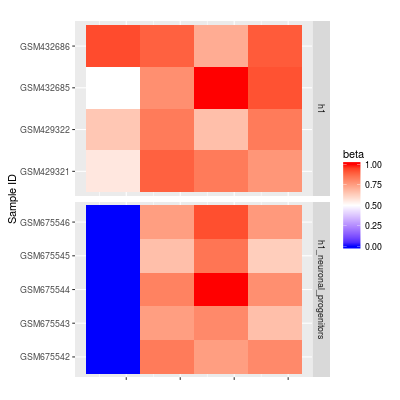 Sample ID
GSM432686
GSM432685
GSM429322
GSM429321
h1
GSM675546
GSM675545
GSM675544
GSM675543
GSM675542
h1_neuronal_progenitors
beta
1.00
0.75
0.50
0.25
0.00